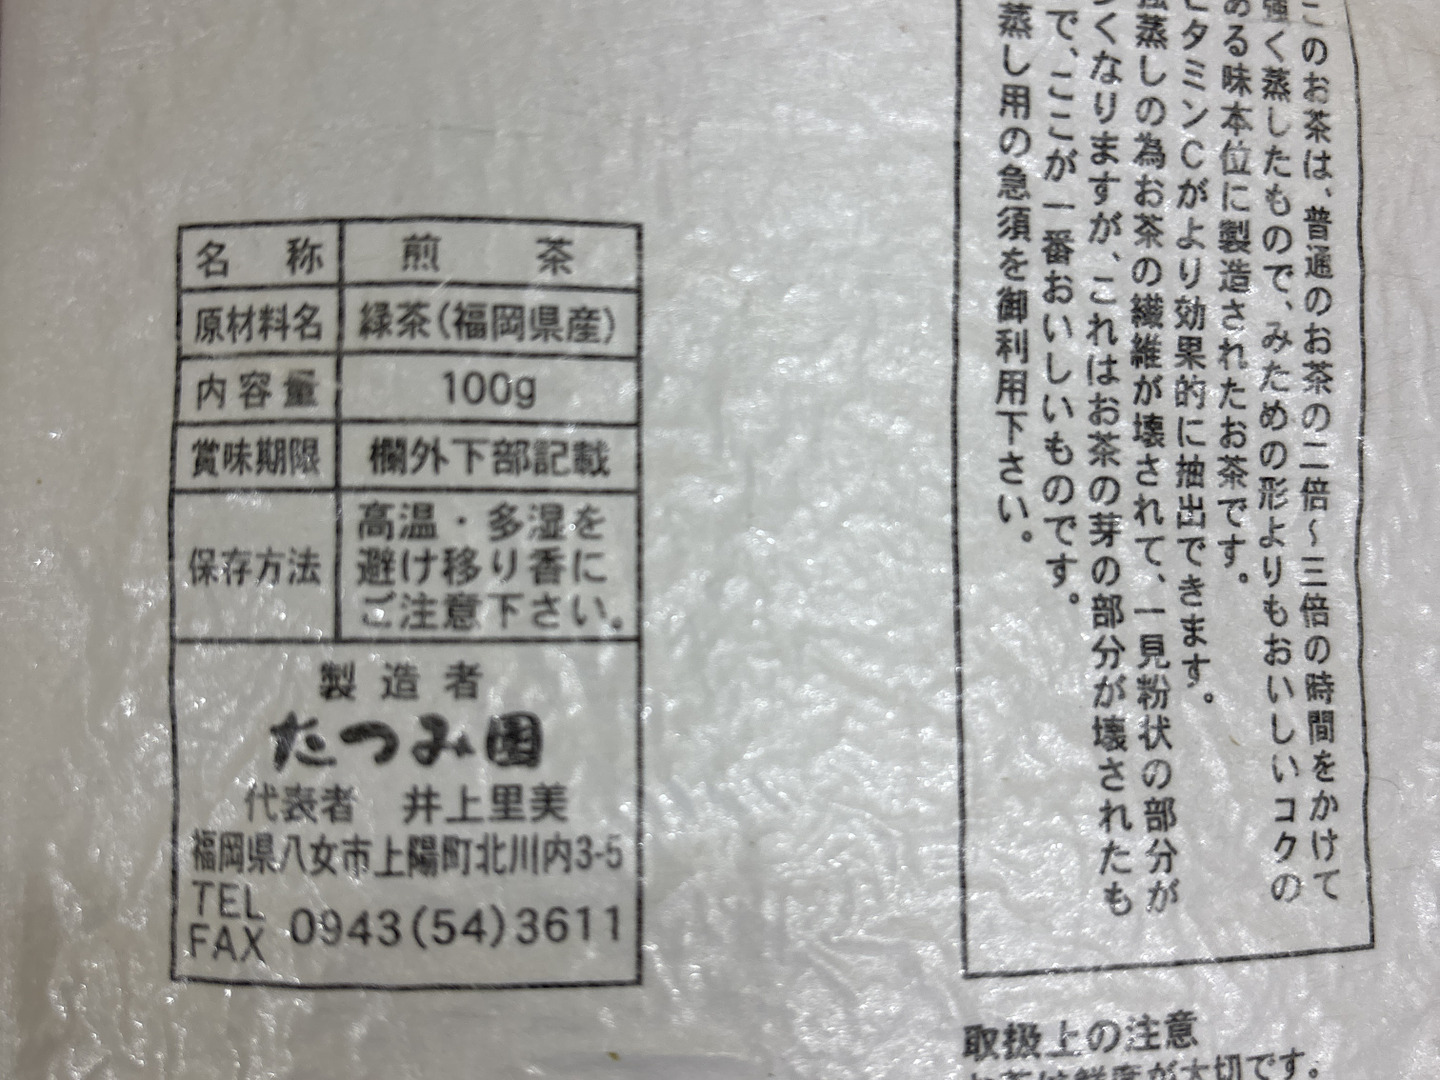 名称 煎茶
原材料名 緑茶(福岡県産)
内容量 100g
賞味期限 欄外下部記載
保存方法 高温・多湿を
避け移り香に
ご注意下さい。
製造者
たつみ園
代表者 井上里美
福岡県八女市上陽町北川内3-5
TEL
FAX 0943(54)3611
このお茶は、普通のお茶の二倍〜三倍の時間をかけて
強く蒸したもので、みための形よりもおいしいコクの
ある味本位に製造されたお茶です。
ビタミンCがより効果的に抽出できます。
強蒸しの為お茶の繊維が壊されて、一見粉状の部分が
くなりますが、これはお茶の芽の部分が壊されたも
で、ここが一番おいしいものです。
蒸し用の急須を御利用下さい。
取扱上の注意
お茶は鮮度が大切です。